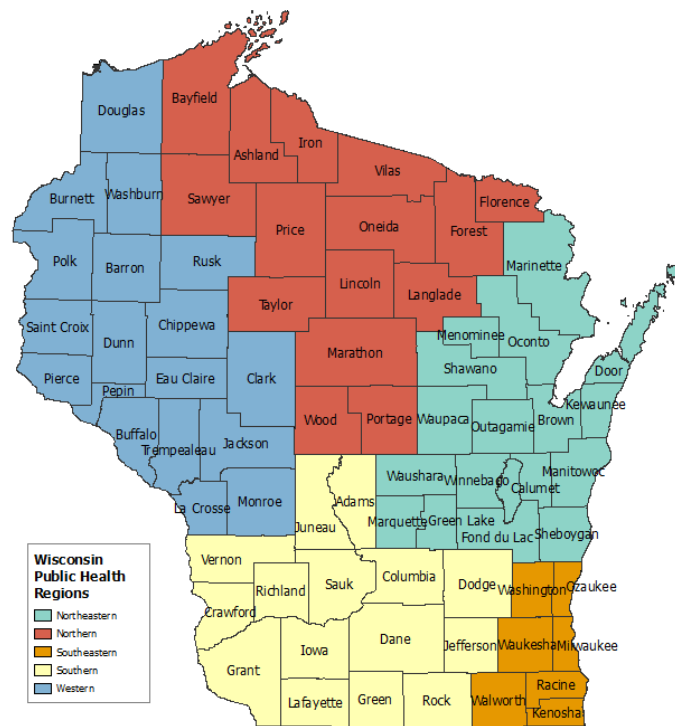 Bayfield
Douglas
Iron
Ashland
Vilas
Burnett
Washburn
Sawyer
Florence
Price
Oneida
Forest
Polk
Barron
Rusk
Marinette
Lincoln
Langlade
Taylor
Saint Croix
Chippewa
Menominee
Oconto
Dunn
Marathon
Shawano
Pierce
Eau Claire
Clark
Door
Pepin
Kewaunee
Buffalo
Wood
Portage
Waupaca
Outagamie
Brown
Trempealeau
Jackson
Waushara
Winnebago
Manitowoc
Calumet
La Crosse
Monroe
Adams
Juneau
Marquette
Green Lake
Fond du Lac
Sheboygan
Vernon
Columbia
Dodge
Washington
Ozaukee
Richland
Sauk
Crawford
Dane
Jefferson
Waukesha
Milwaukee
Iowa
Grant
Lafayette
Green
Rock
Walworth
Racine
Kenosha
Wisconsin
Public Health
Regions
Northeastern
Northern
Southeastern
Southern
Western